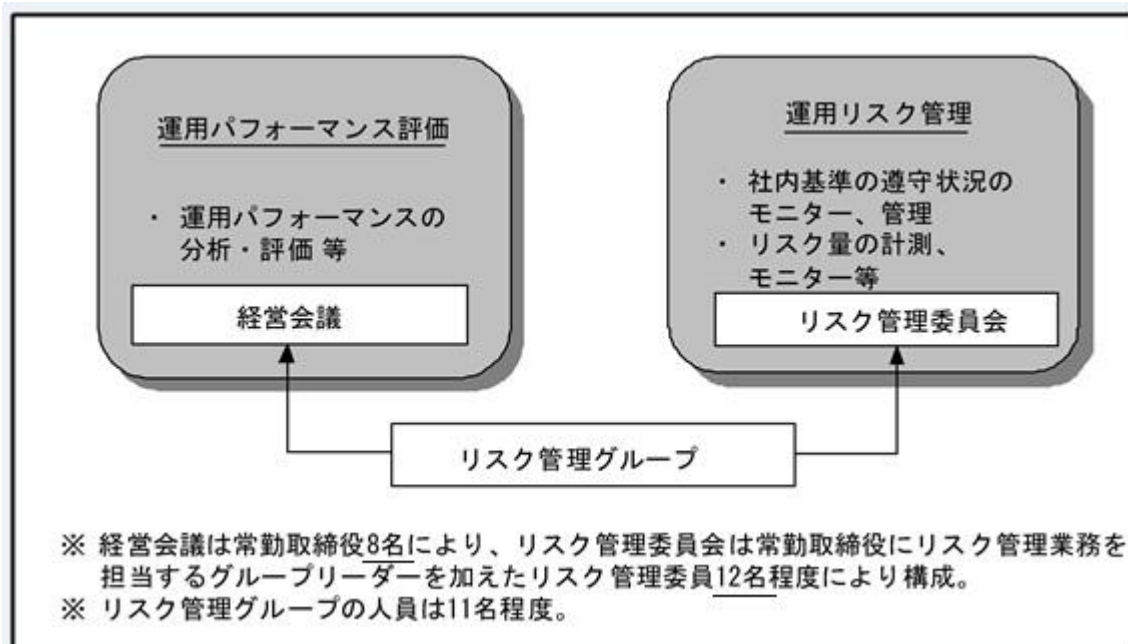 運用パフォーマンス評価
・ 運用パフォーマンスの
分析・評価 等
経営会議
運用リスク管理
・ 社内基準の遵守状況の
モニター、管理
・ リスク量の計測、
モニター等
リスク管理委員会
リスク管理グループ
※ 経営会議は常勤取締役8名により、リスク管理委員会は常勤取締役にリスク管理業務を
担当するグループリーダーを加えたリスク管理委員12名程度により構成。
※ リスク管理グループの人員は11名程度。